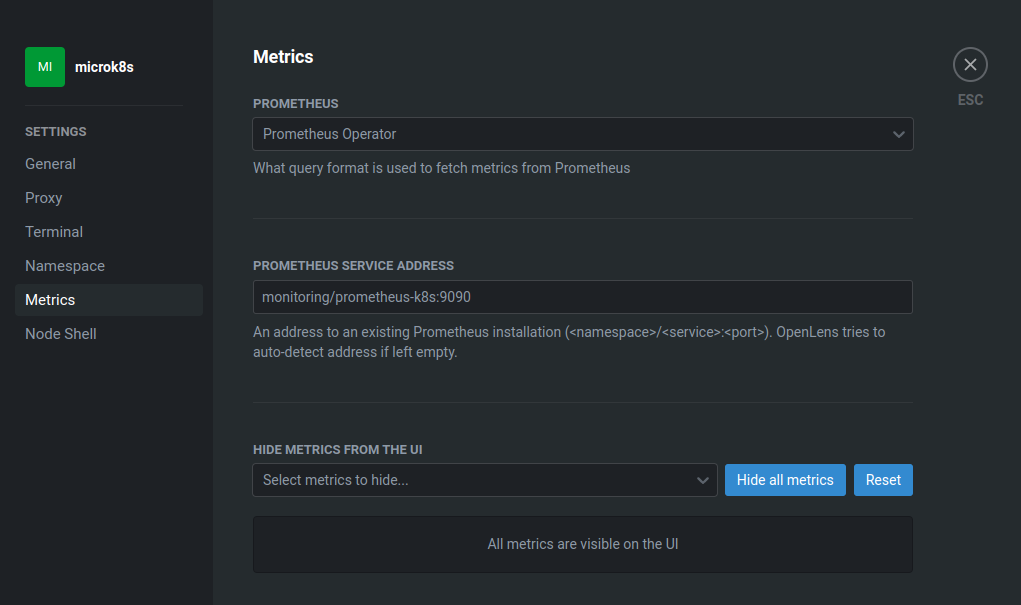 MI
microk8s
SETTINGS
General
Proxy
Terminal
Namespace
Metrics
Node Shell
Metrics
ESC
PROMETHEUS
Prometheus Operator
What query format is used to fetch metrics from Prometheus
PROMETHEUS SERVICE ADDRESS
monitoring/prometheus-k8s:9090
An address to an existing Prometheus installation (<namespace>/<service>:<port>). OpenLens tries to
auto-detect address if left empty.
HIDE METRICS FROM THE UI
Select metrics to hide...
Hide all metrics
Reset
All metrics are visible on the UI